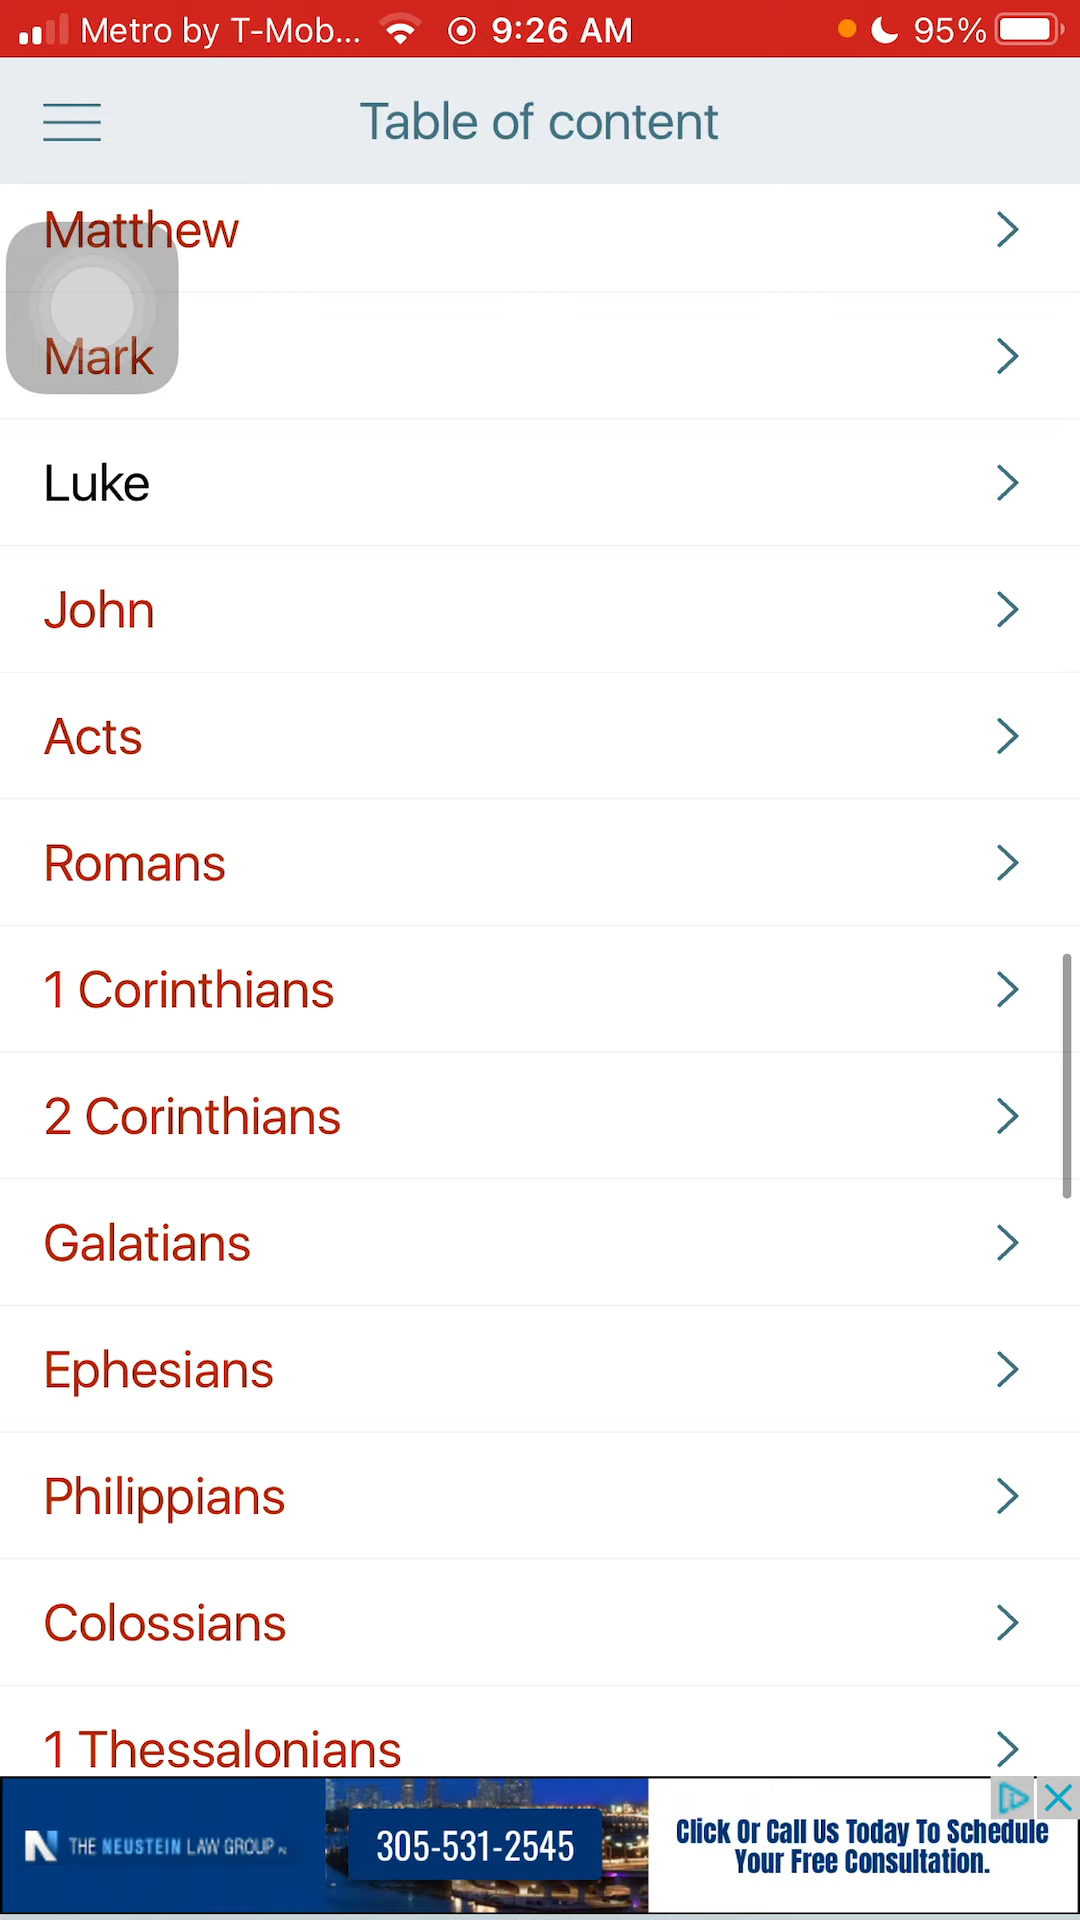 Metro by T-Mob... 9:26 AM 95%
Table of content
Matthew
Mark
Luke
John
Acts
Romans
1 Corinthians
2 Corinthians
Galatians
Ephesians
Philippians
Colossians
1 Thessalonians
THE NEUSTEIN LAW GROUP
305-531-2545
Click Or Call Us Today To Schedule
Your Free Consultation.